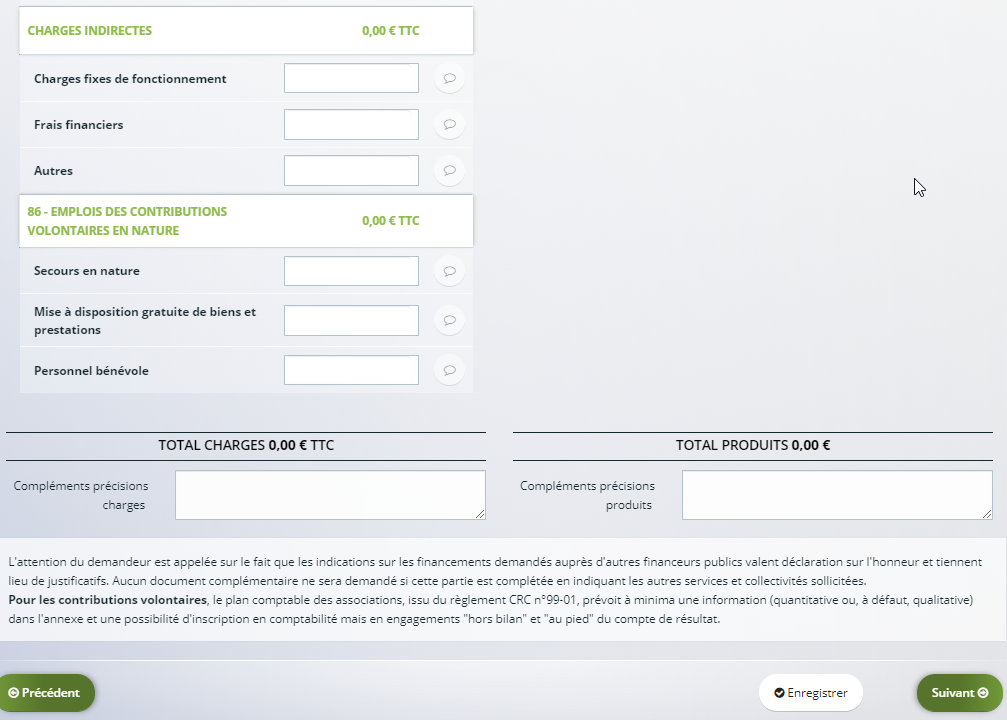 CHARGES INDIRECTES 0,00 € TTC
Charges fixes de fonctionnement
Frais financiers
Autres
86 - EMPLOIS DES CONTRIBUTIONS
VOLONTAIRES EN NATURE 0,00 € TTC
Secours en nature
Mise à disposition gratuite de biens et
prestations
Personnel bénévole
TOTAL CHARGES 0,00 € TTC
Compléments précisions
charges
TOTAL PRODUITS 0,00 €
Compléments précisions
produits
L'attention du demandeur est appelée sur le fait que les indications sur les financements demandés auprès d'autres financeurs publics valent déclaration sur l'honneur et tiennent
lieu de justificatifs. Aucun document complémentaire ne sera demandé si cette partie est complétée en indiquant les autres services et collectivités sollicitées.
Pour les contributions volontaires, le plan comptable des associations, issu du règlement CRC n°99-01, prévoit à minima une information (quantitative ou, à défaut, qualitative)
dans l'annexe et une possibilité d'inscription en comptabilité mais en engagements "hors bilan" et "au pied" du compte de résultat.
Précédent
Enregistrer
Suivant